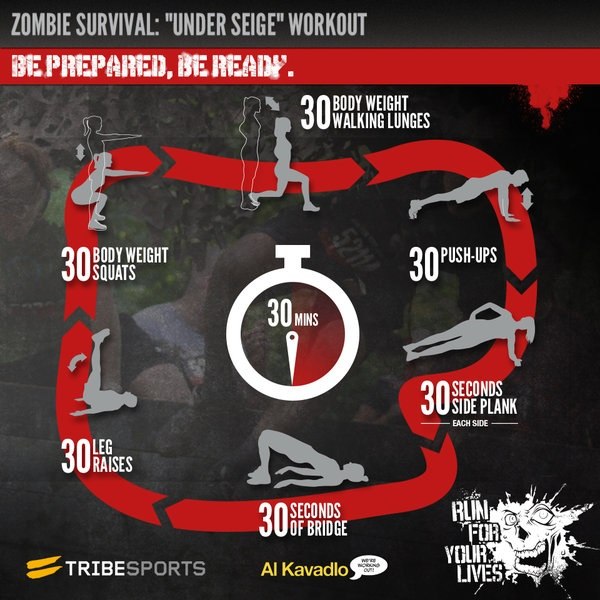 ZOMBIE SURVIVAL: "UNDER SEIGE" WORKOUT
BE PREPARED, BE READY.
30 BODY WEIGHT
WALKING LUNGES
30 BODY WEIGHT
SQUATS
30 PUSH-UPS
30 MINS
30 SECONDS
SIDE PLANK
EACH SIDE
30 LEG
RAISES
30 SECONDS
OF BRIDGE
RUN
FOR
YOUR
LIVES
TRIBESPORTS
Al Kavadlo
WE'RE
WORKING
OUT!